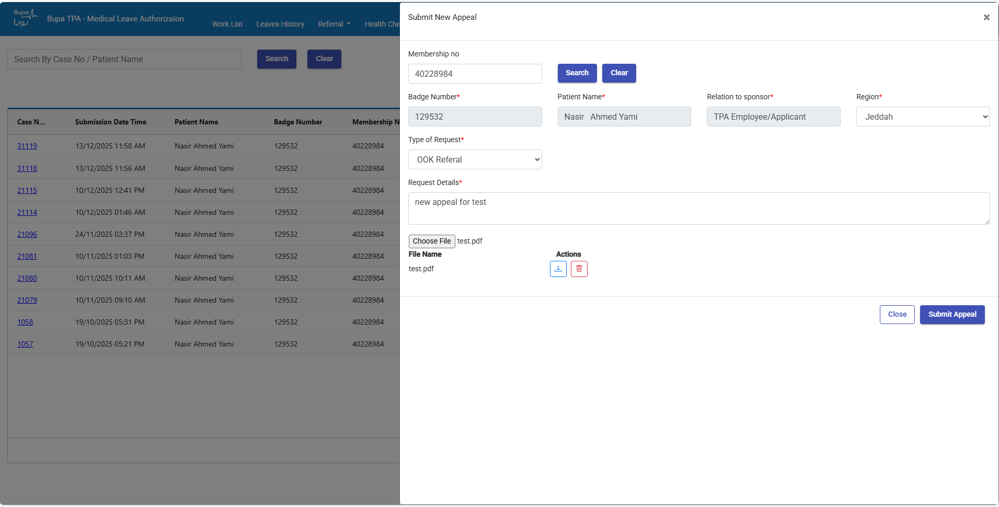 Bupa
بوبا
Bupa TPA - Medical Leave Authorizaion
Work List Leaves History Referral Health Che
Search By Case No / Patient Name Search Clear
Case N... Submission Date Time Patient Name Badge Number Membership N
31119 13/12/2025 11:58 AM Nasir Ahmed Yami 129532 40228984
31118 13/12/2025 11:56 AM Nasir Ahmed Yami 129532 40228984
21115 10/12/2025 12:41 PM Nasir Ahmed Yami 129532 40228984
21114 10/12/2025 01:46 AM Nasir Ahmed Yami 129532 40228984
21096 24/11/2025 02:37 PM Nasir Ahmed Yami 129532 40228984
21081 10/11/2025 01:03 PM Nasir Ahmed Yami 129532 40228984
21080 10/11/2025 10:11 AM Nasir Ahmed Yami 129532 40228984
21079 10/11/2025 09:10 AM Nasir Ahmed Yami 129532 40228984
1058 19/10/2025 05:31 PM Nasir Ahmed Yami 129532 40228984
1057 19/10/2025 05:21 PM Nasir Ahmed Yami 129532 40228984
Submit New Appeal
Membership no
40228984 Search Clear
Badge Number* Patient Name* Relation to sponsor* Region*
129532 Nasir Ahmed Yami TPA Employee/Applicant Jeddah
Type of Request*
OOK Referal
Request Details*
new appeal for test
Choose File test.pdf
File Name Actions
test.pdf
Close Submit Appeal